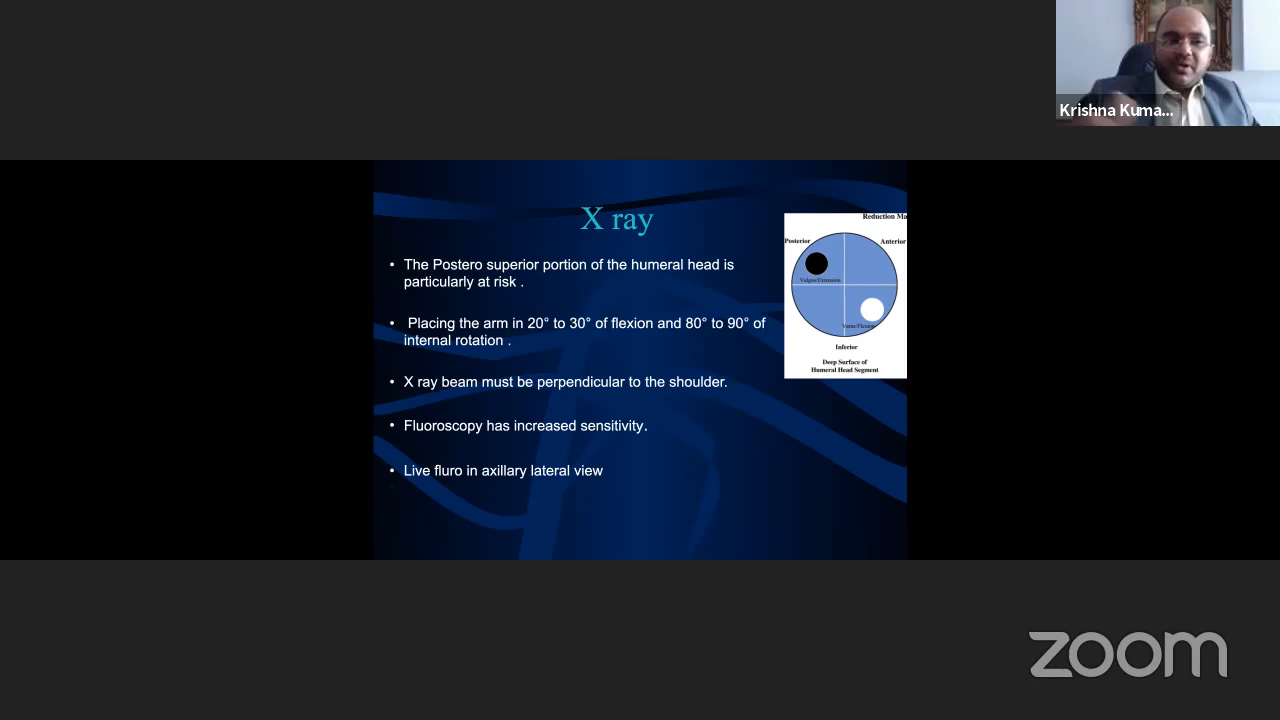 Krishna Kuma...
X ray
• The Postero superior portion of the humeral head is
particularly at risk .
• Placing the arm in 20° to 30° of flexion and 80° to 90° of
internal rotation .
• X ray beam must be perpendicular to the shoulder.
• Fluoroscopy has increased sensitivity.
• Live fluro in axillary lateral view
Reduction Ma
Posterior
Anterior
Valgus/Extension
Varus/Flexion
Inferior
Deep Surface of
Humeral Head Segment
zoom